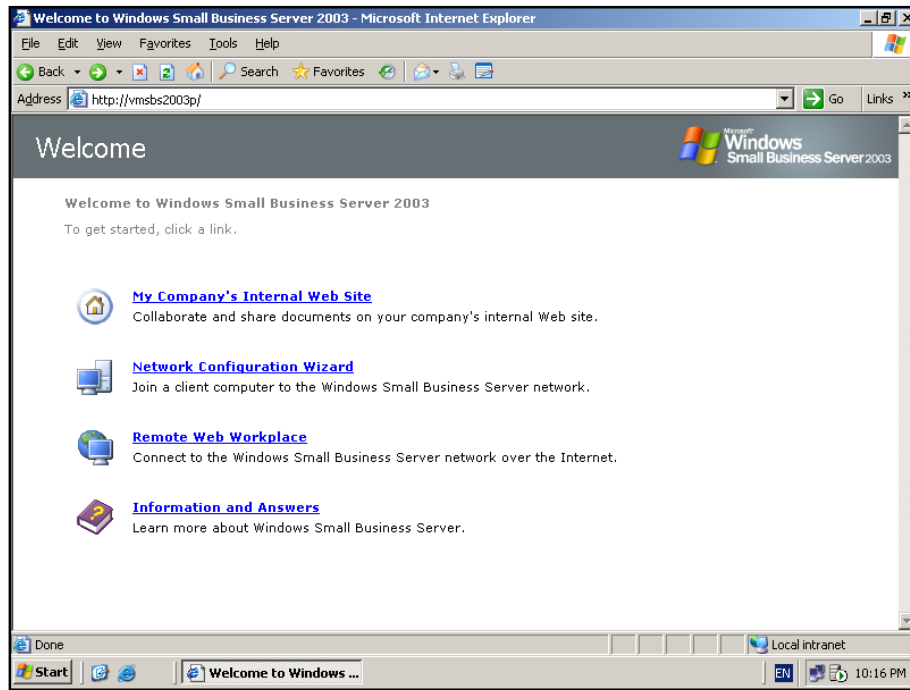 Welcome to Windows Small Business Server 2003 - Microsoft Internet Explorer
File Edit View Favorites Tools Help
Back Search Favorites
Address http://vmsbs2003p/ Go Links »
Welcome
Microsoft
Windows
Small Business Server 2003
Welcome to Windows Small Business Server 2003
To get started, click a link.
My Company's Internal Web Site
Collaborate and share documents on your company's internal Web site.
Network Configuration Wizard
Join a client computer to the Windows Small Business Server network.
Remote Web Workplace
Connect to the Windows Small Business Server network over the Internet.
Information and Answers
Learn more about Windows Small Business Server.
Done Local intranet
Start Welcome to Windows ... EN 10:16 PM